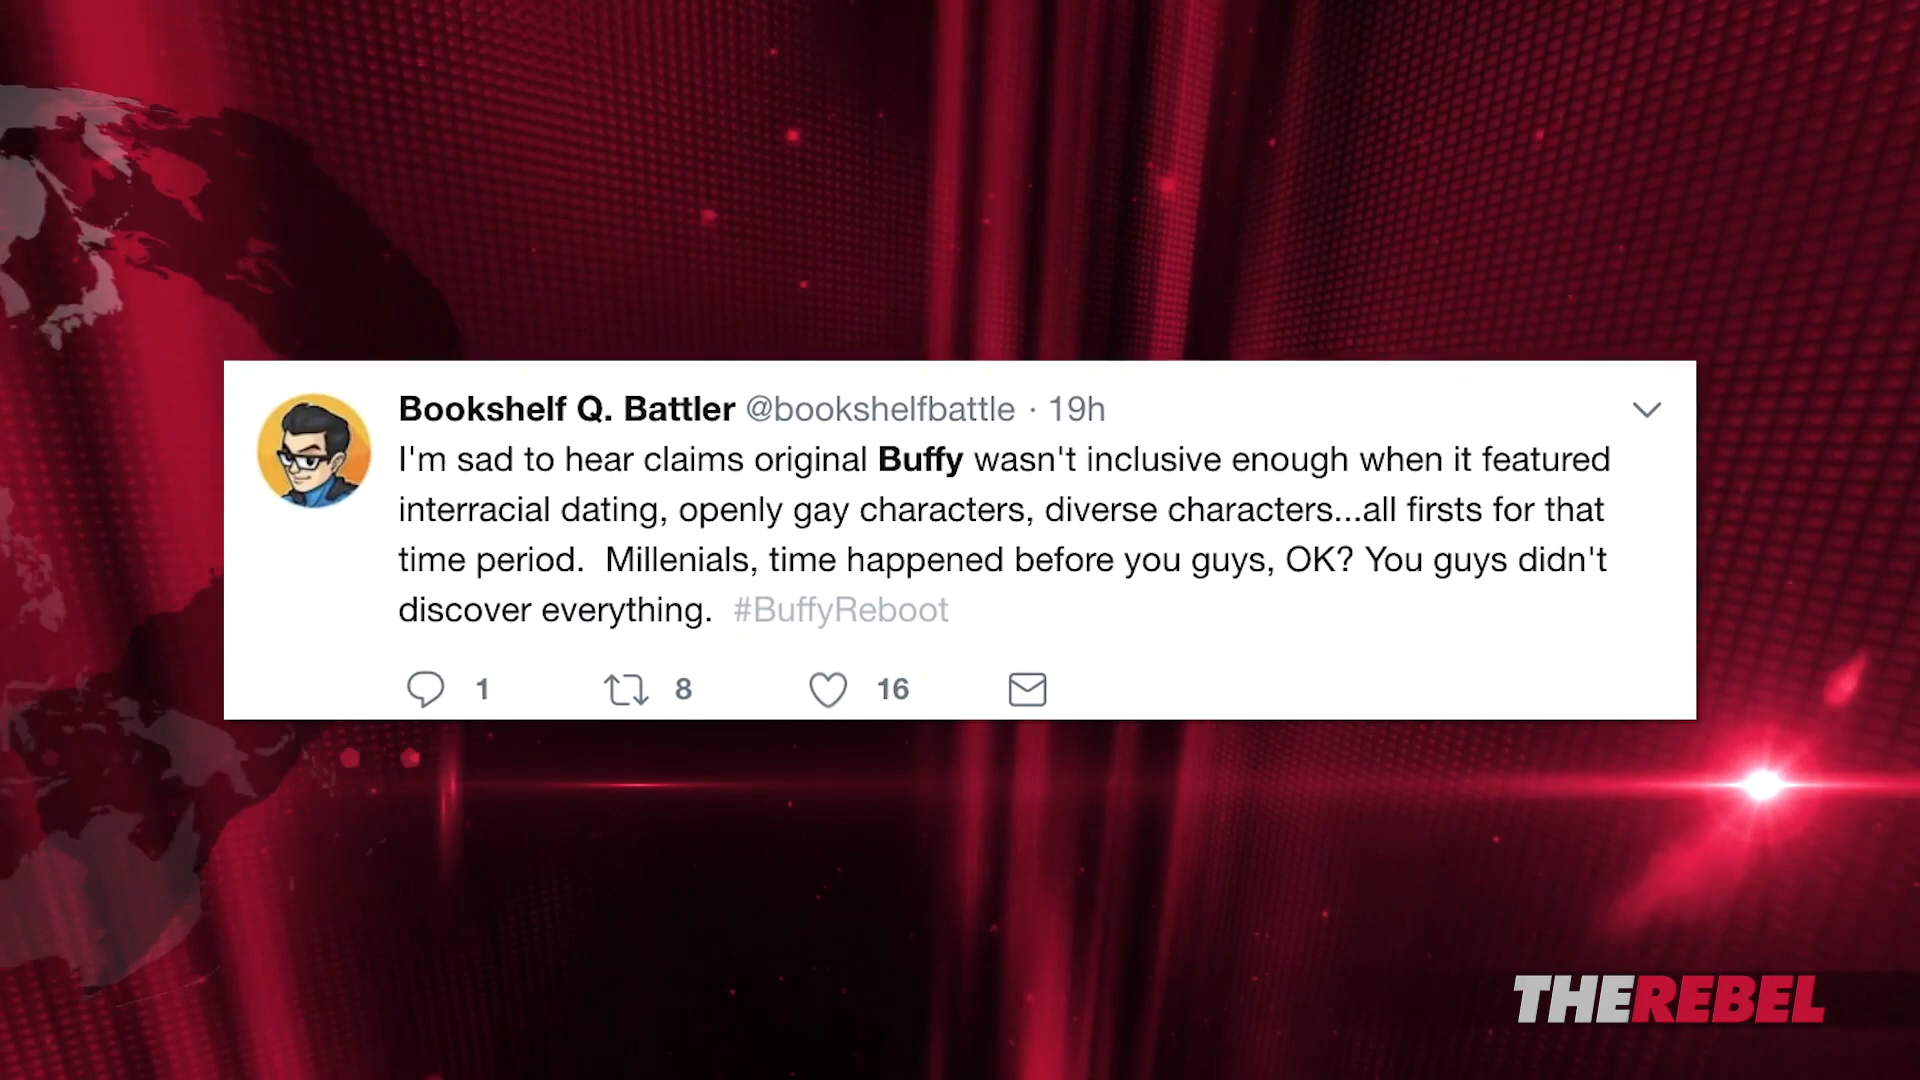 Bookshelf Q. Battler @bookshelfbattle · 19h
I'm sad to hear claims original Buffy wasn't inclusive enough when it featured
interracial dating, openly gay characters, diverse characters...all firsts for that
time period.  Millenials, time happened before you guys, OK? You guys didn't
discover everything.  #BuffyReboot
1 8 16
THEREBEL